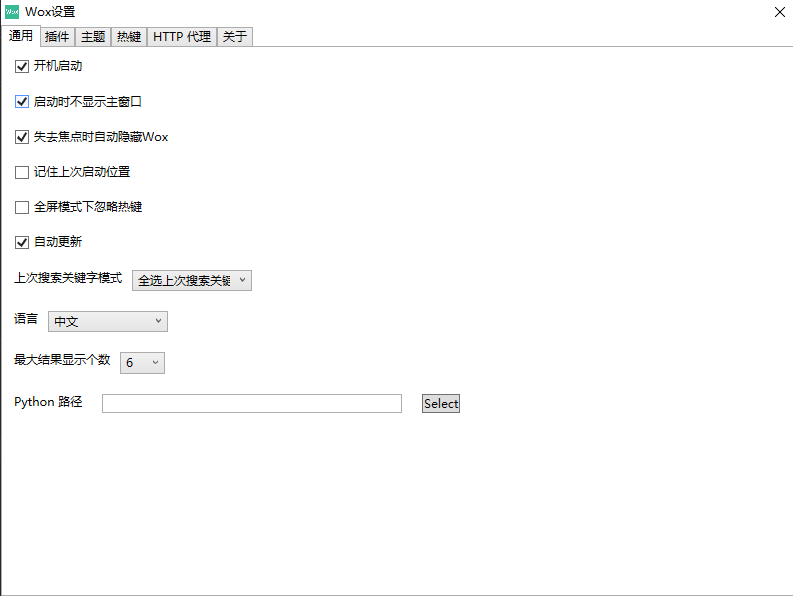 Wox Wox设置
通用 插件 主题 热键 HTTP 代理 关于
开机启动
启动时不显示主窗口
失去焦点时自动隐藏Wox
记住上次启动位置
全屏模式下忽略热键
自动更新
上次搜索关键字模式 全选上次搜索关键
语言 中文
最大结果显示个数 6
Python 路径 Select